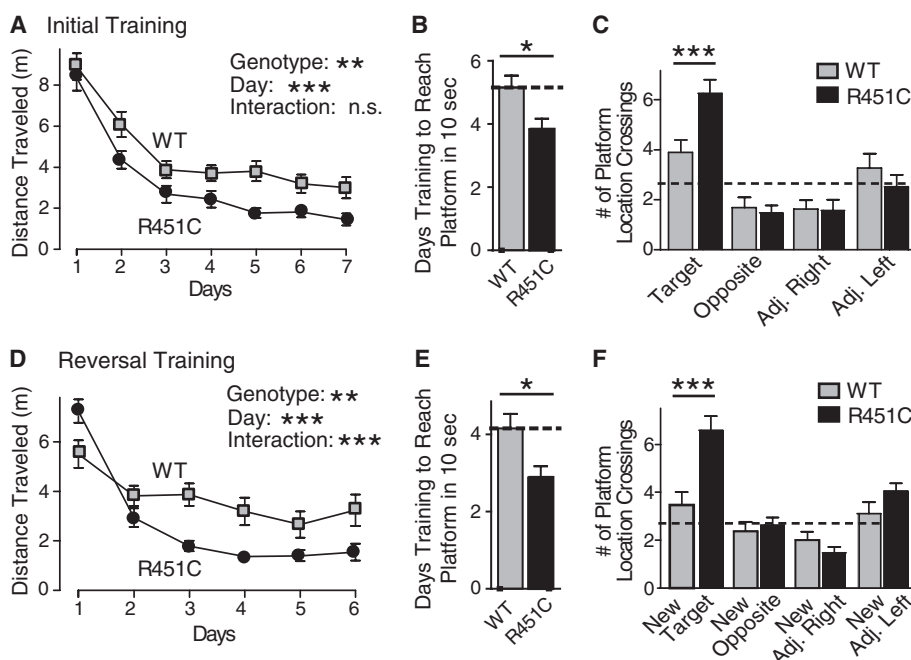 A Initial Training
Distance Traveled (m)
8
6
4
2
0
Genotype: **
Day: ***
Interaction: n.s.
WT
R451C
1 2 3 4 5 6 7
Days
B
Days Training to Reach
Platform in 10 sec
6
4
2
0
*
WT
R451C
C
# of Platform
Location Crossings
6
4
2
0
***
WT
R451C
Target
Opposite
Adj. Right
Adj. Left
D Reversal Training
Distance Traveled (m)
6
4
2
0
Genotype: **
Day: ***
Interaction: ***
WT
R451C
1 2 3 4 5 6
Days
E
Days Training to Reach
Platform in 10 sec
4
2
0
*
WT
R451C
F
# of Platform
Location Crossings
6
4
2
0
***
WT
R451C
New
Target
New
Opposite
New
Adj. Right
New
Adj. Left